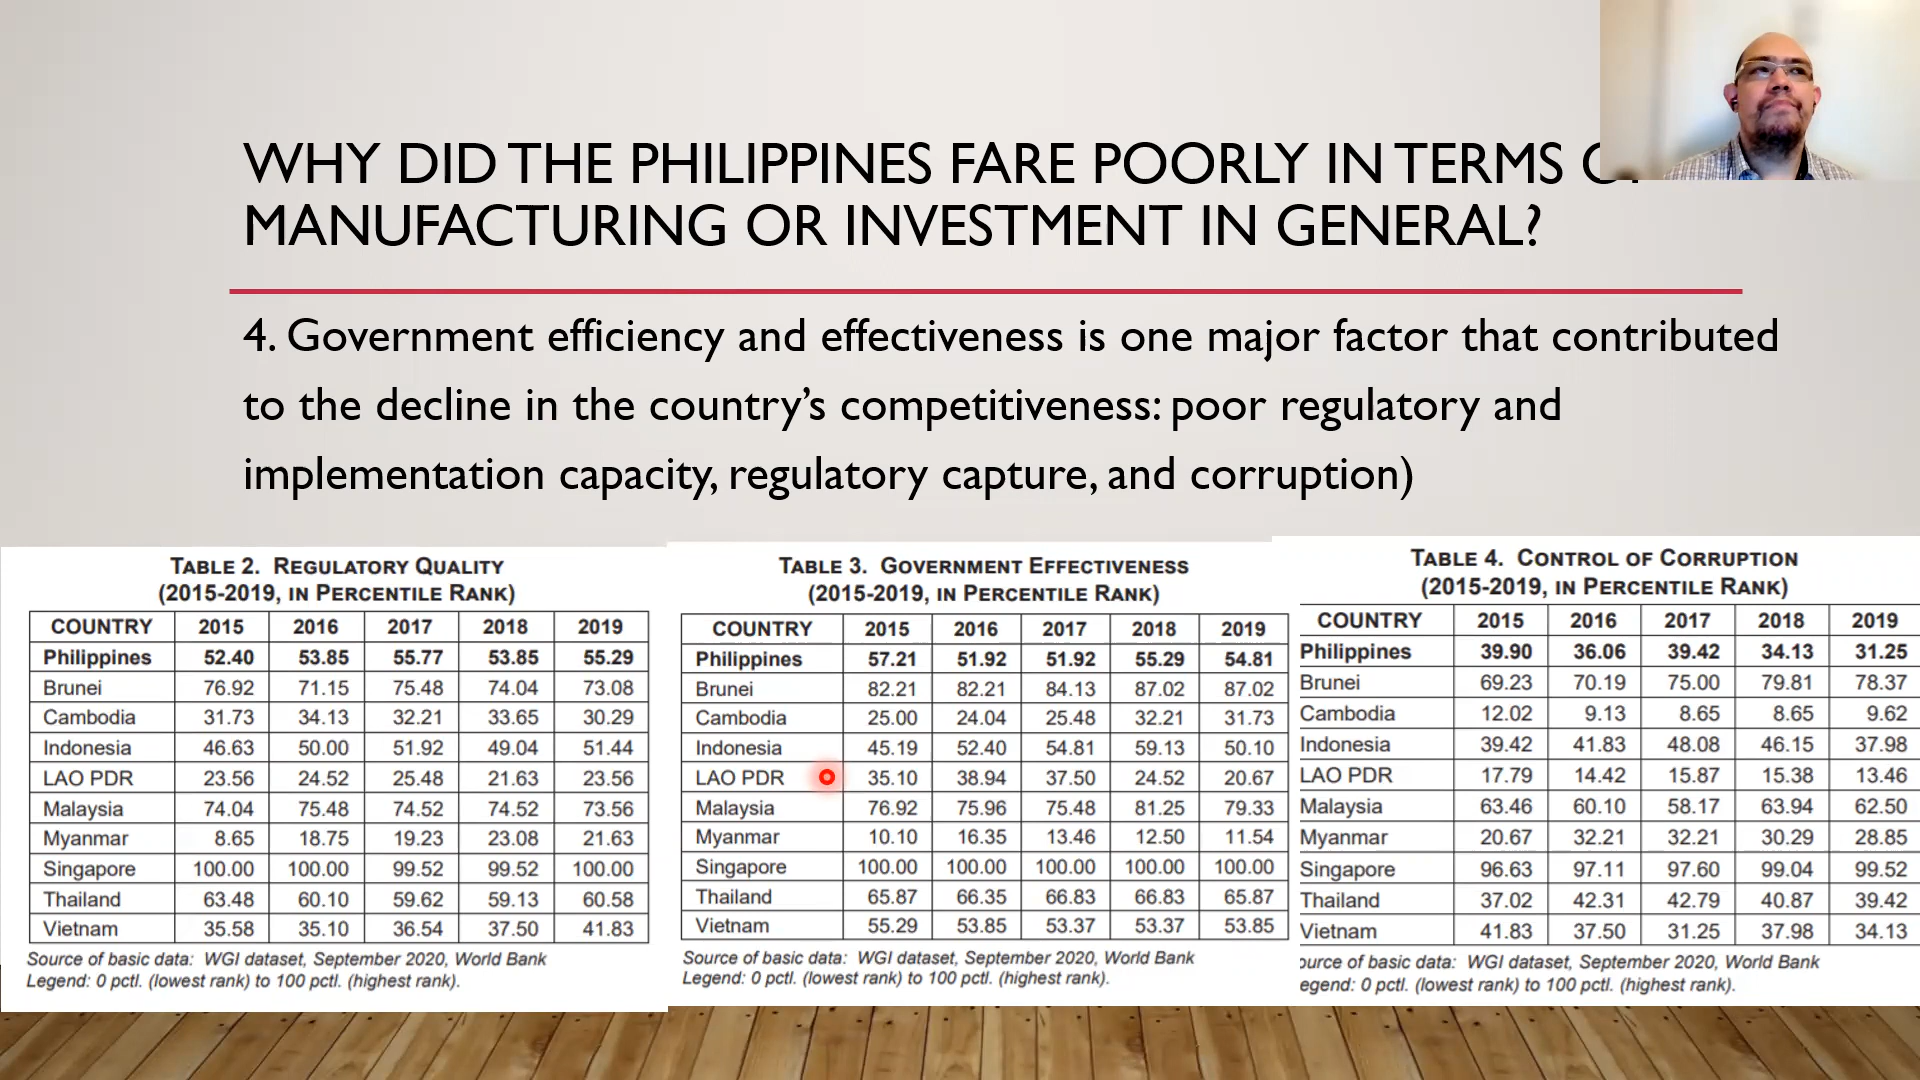 WHY DID THE PHILIPPINES FARE POORLY IN TERMS
MANUFACTURING OR INVESTMENT IN GENERAL?
4. Government efficiency and effectiveness is one major factor that contributed
to the decline in the country’s competitiveness: poor regulatory and
implementation capacity, regulatory capture, and corruption)
TABLE 2. REGULATORY QUALITY
(2015-2019, IN PERCENTILE RANK)
COUNTRY 2015 2016 2017 2018 2019
Philippines 52.40 53.85 55.77 53.85 55.29
Brunei 76.92 71.15 75.48 74.04 73.08
Cambodia 31.73 34.13 32.21 33.65 30.29
Indonesia 46.63 50.00 51.92 49.04 51.44
LAO PDR 23.56 24.52 25.48 21.63 23.56
Malaysia 74.04 75.48 74.52 74.52 73.56
Myanmar 8.65 18.75 19.23 23.08 21.63
Singapore 100.00 100.00 99.52 99.52 100.00
Thailand 63.48 60.10 59.62 59.13 60.58
Vietnam 35.58 35.10 36.54 37.50 41.83
Source of basic data: WGI dataset, September 2020, World Bank
Legend: 0 pctl. (lowest rank) to 100 pctl. (highest rank).
TABLE 3. GOVERNMENT EFFECTIVENESS
(2015-2019, IN PERCENTILE RANK)
COUNTRY 2015 2016 2017 2018 2019
Philippines 57.21 51.92 51.92 55.29 54.81
Brunei 82.21 82.21 84.13 87.02 87.02
Cambodia 25.00 24.04 25.48 32.21 31.73
Indonesia 45.19 52.40 54.81 59.13 50.10
LAO PDR 35.10 38.94 37.50 24.52 20.67
Malaysia 76.92 75.96 75.48 81.25 79.33
Myanmar 10.10 16.35 13.46 12.50 11.54
Singapore 100.00 100.00 100.00 100.00 100.00
Thailand 65.87 66.35 66.83 66.83 65.87
Vietnam 55.29 53.85 53.37 53.37 53.85
Source of basic data: WGI dataset, September 2020, World Bank
Legend: 0 pctl. (lowest rank) to 100 pctl. (highest rank).
TABLE 4. CONTROL OF CORRUPTION
(2015-2019, IN PERCENTILE RANK)
COUNTRY 2015 2016 2017 2018 2019
Philippines 39.90 36.06 39.42 34.13 31.25
Brunei 69.23 70.19 75.00 79.81 78.37
Cambodia 12.02 9.13 8.65 8.65 9.62
Indonesia 39.42 41.83 48.08 46.15 37.98
LAO PDR 17.79 14.42 15.87 15.38 13.46
Malaysia 63.46 60.10 58.17 63.94 62.50
Myanmar 20.67 32.21 32.21 30.29 28.85
Singapore 96.63 97.11 97.60 99.04 99.52
Thailand 37.02 42.31 42.79 40.87 39.42
Vietnam 41.83 37.50 31.25 37.98 34.13
ource of basic data: WGI dataset, September 2020, World Bank
egend: 0 pctl. (lowest rank) to 100 pctl. (highest rank).